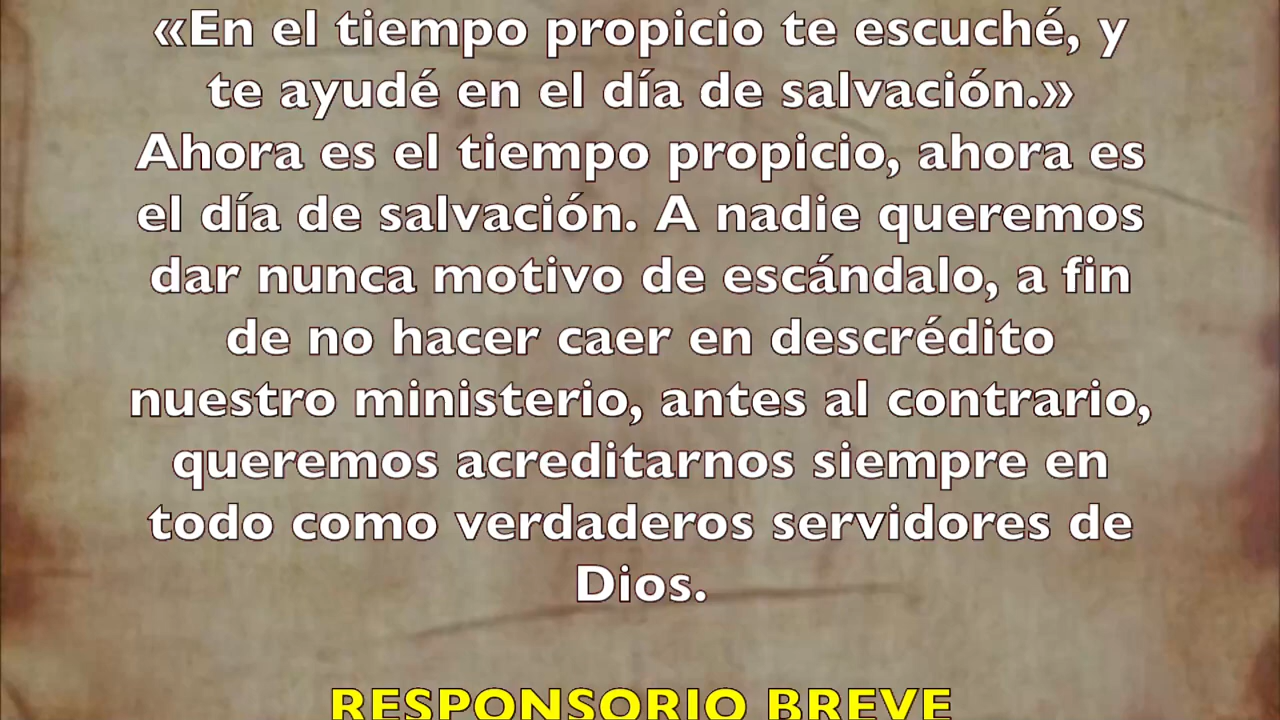 «En el tiempo propicio te escuché, y
te ayudé en el día de salvación.»
Ahora es el tiempo propicio, ahora es
el día de salvación. A nadie queremos
dar nunca motivo de escándalo, a fin
de no hacer caer en descrédito
nuestro ministerio, antes al contrario,
queremos acreditarnos siempre en
todo como verdaderos servidores de
Dios.
RESPONSORIO BREVE